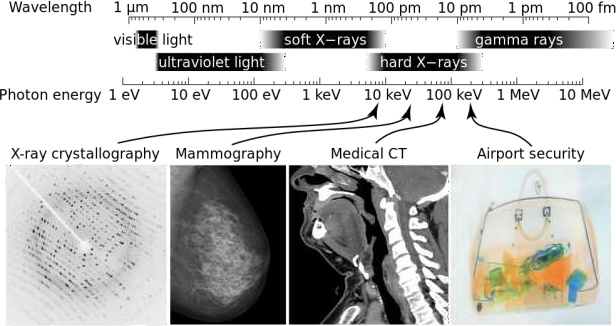 Wavelength 1 μm 100 nm 10 nm 1 nm 100 pm 10 pm 1 pm 100 fm
visible light soft X−rays gamma rays
ultraviolet light hard X−rays
Photon energy 1 eV 10 eV 100 eV 1 keV 10 keV 100 keV 1 MeV 10 MeV
X-ray crystallography Mammography Medical CT Airport security